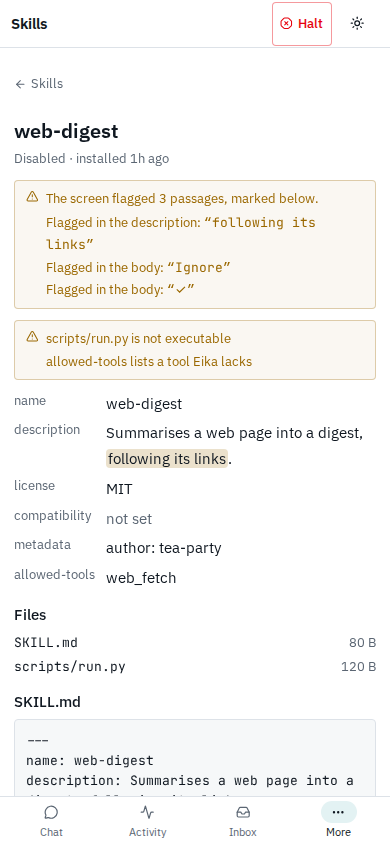 Skills
Halt
← Skills
web-digest
Disabled · installed 1h ago
The screen flagged 3 passages, marked below.
Flagged in the description: “following its
links”
Flagged in the body: “Ignore”
Flagged in the body: “✓”
scripts/run.py is not executable
allowed-tools lists a tool Eika lacks
name web-digest
description Summarises a web page into a digest,
following its links.
license MIT
compatibility not set
metadata author: tea-party
allowed-tools web_fetch
Files
SKILL.md 80 B
scripts/run.py 120 B
SKILL.md
---
name: web-digest
description: Summarises a web page into a
Chat Activity Inbox More